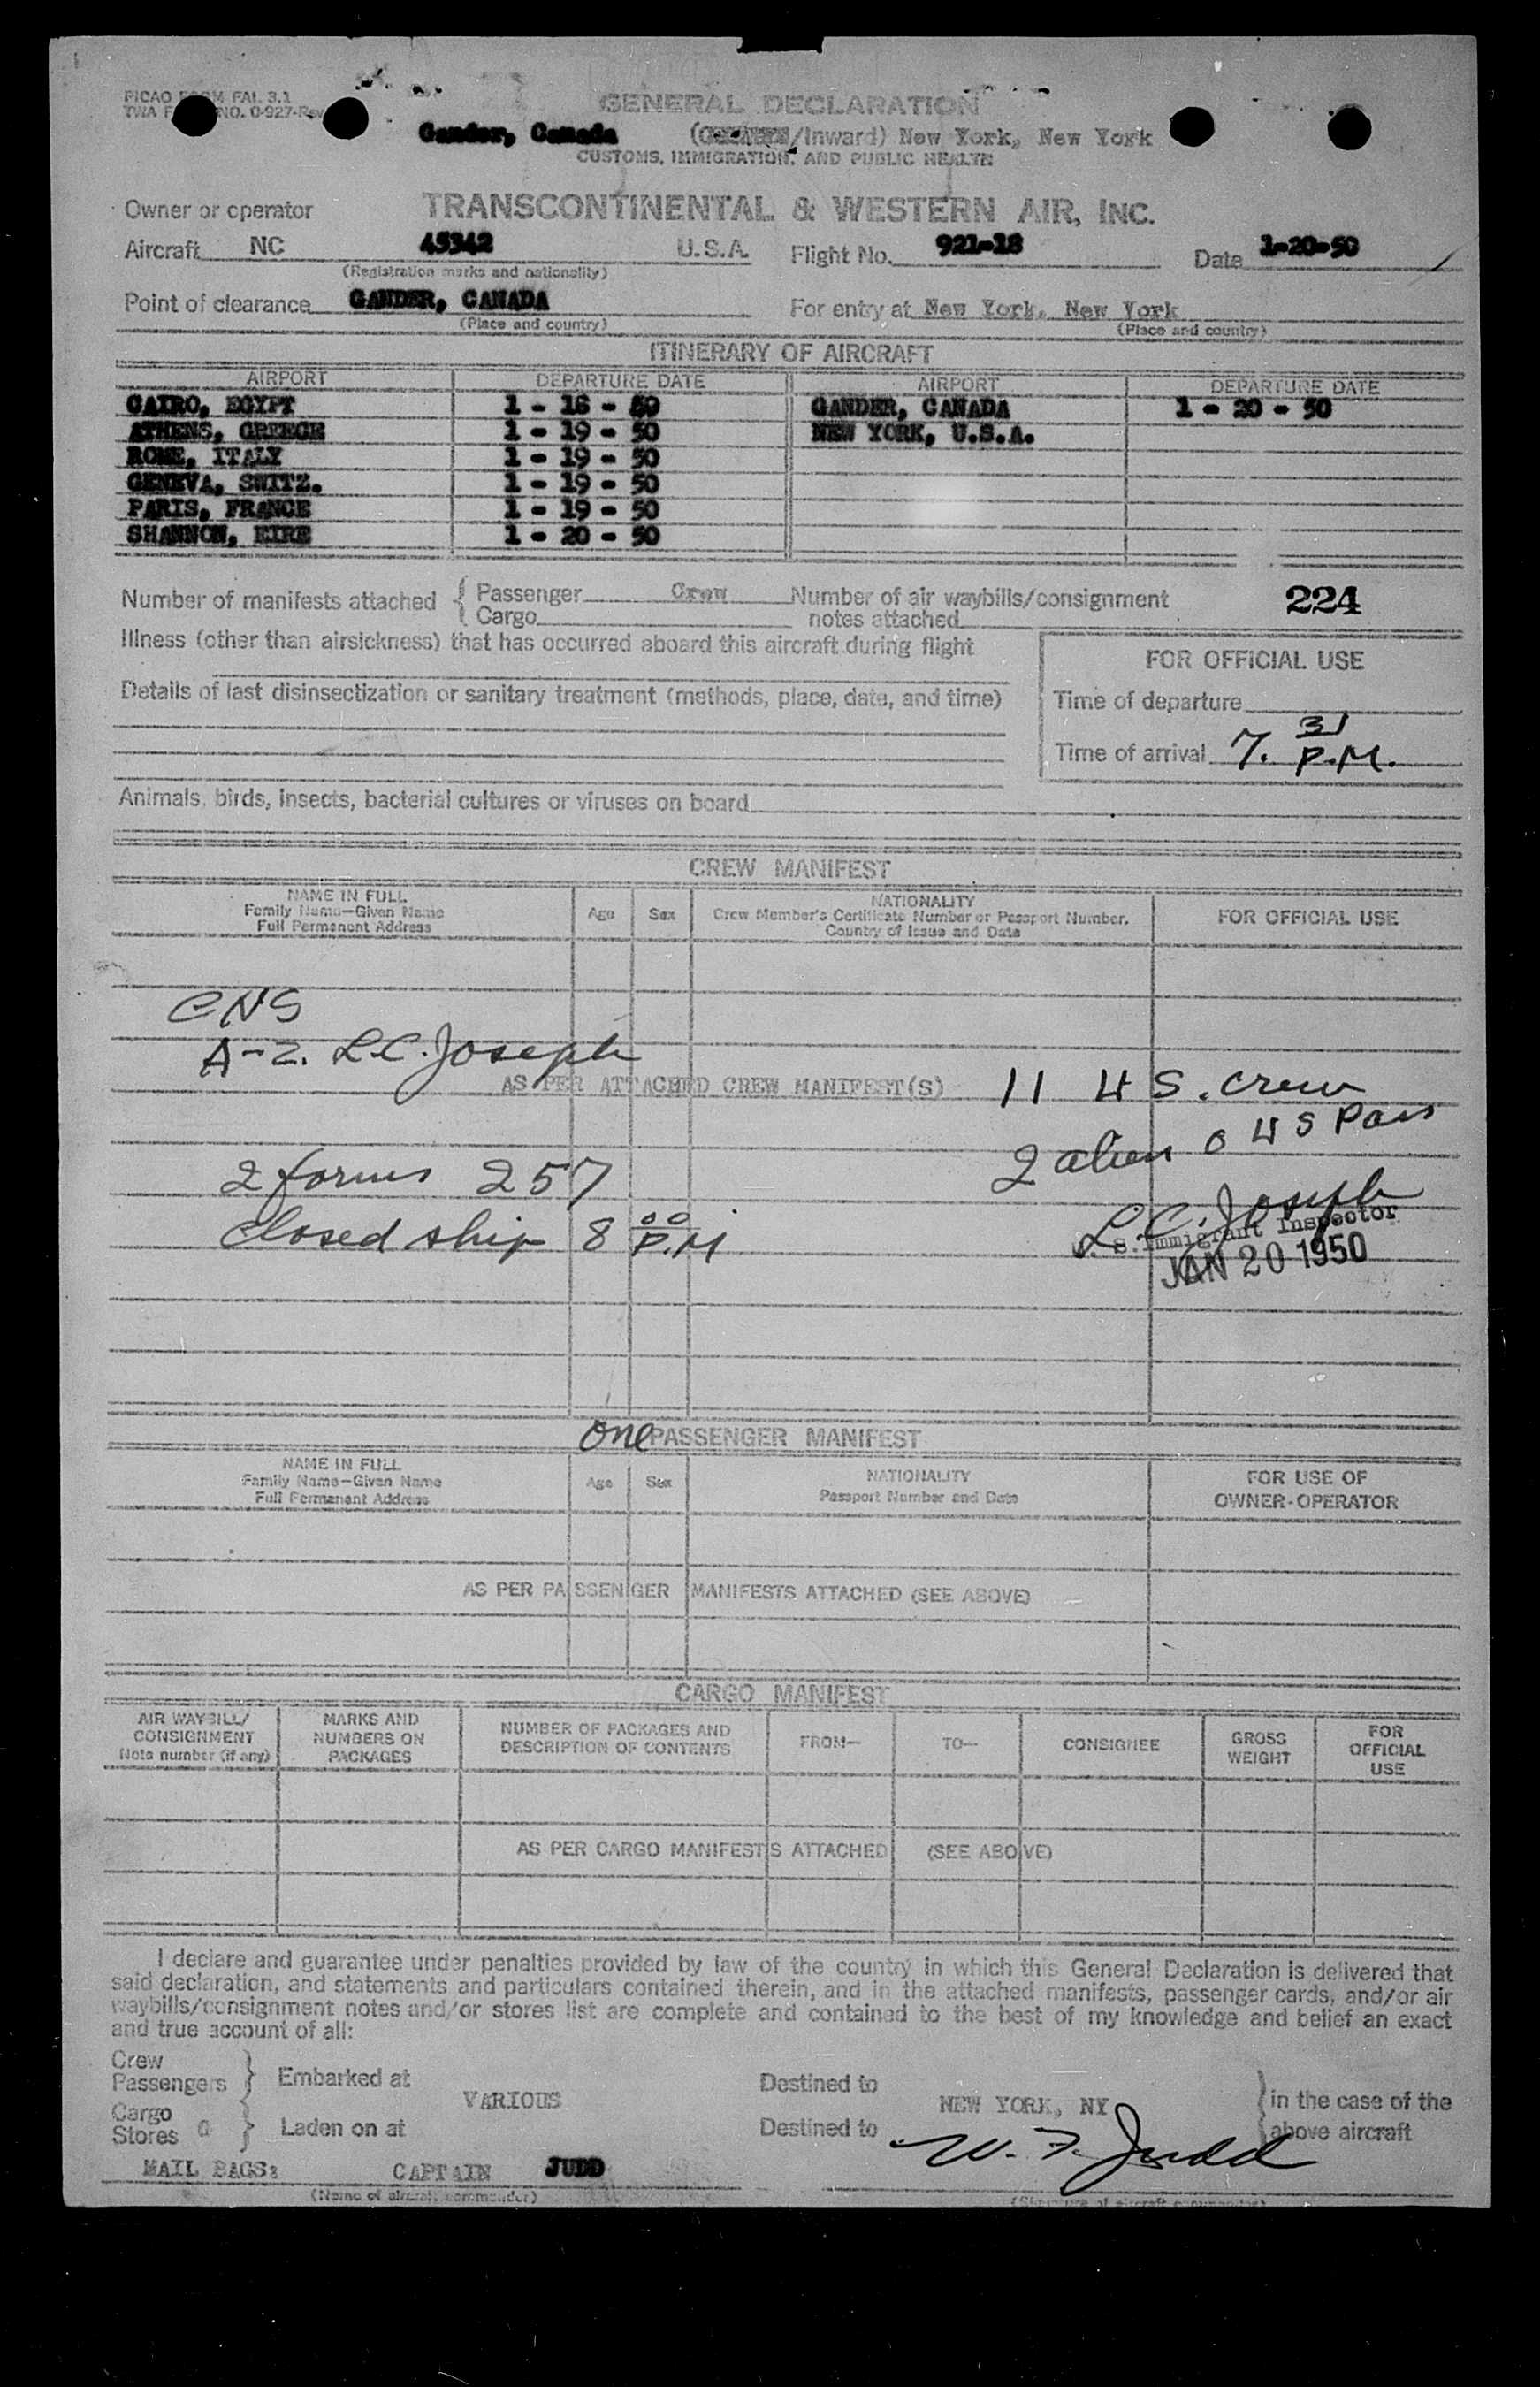 PICAO FORM FAI. 3.1
TWA F NO. O-927-Rev
GENERAL DECLARATION
Gander, Canada (/Inward) New York, New York
CUSTOMS, IMMIGRATION, AND PUBLIC HEALTH
Owner or operator TRANSCONTINENTAL & WESTERN AIR, INC.
Aircraft NC 45342 U.S.A. Flight No. 921-18 Date 1-20-50
(Registration marks and nationality)
Point of clearance GANDER, CANADA For entry at New York, New York
(Place and country) (Place and country)
ITINERARY OF AIRCRAFT
AIRPORT DEPARTURE DATE AIRPORT DEPARTURE DATE
CAIRO, EGYPT 1 - 18 - 50 GANDER, CANADA 1 - 20 - 50
ATHENS, GREECE 1 - 19 - 50 NEW YORK, U.S.A.
ROME, ITALY 1 - 19 - 50
GENEVA, SWITZ. 1 - 19 - 50
PARIS, FRANCE 1 - 19 - 50
SHANNON, EIRE 1 - 20 - 50
Number of manifests attached { Passenger Crew Number of air waybills/consignment 224
Cargo notes attached
Illness (other than airsickness) that has occurred aboard this aircraft during flight
FOR OFFICIAL USE
Details of last disinsectization or sanitary treatment (methods, place, date, and time)
Time of departure
Time of arrival 7. 31 P.M.
Animals, birds, insects, bacterial cultures or viruses on board
CREW MANIFEST
NAME IN FULL
Family Name—Given Name
Full Permanent Address
Age Sex
NATIONALITY
Crew Member's Certificate Number or Passport Number,
Country of Issue and Date
FOR OFFICIAL USE
CNS
A-2. L.C. Joseph
AS PER ATTACHED CREW MANIFEST(S) 11 U S. crew
2 alien 0 U S Pass
2 forms 257
L.C. Joseph
Closed ship 8 00 P.M
U. S. Immigrant Inspector
JAN 20 1950
One PASSENGER MANIFEST
NAME IN FULL
Family Name—Given Name
Full Permanent Address
Age Sex
NATIONALITY
Passport Number and Date
FOR USE OF
OWNER-OPERATOR
AS PER PASSENGER MANIFESTS ATTACHED (SEE ABOVE)
CARGO MANIFEST
AIR WAYBILL/
CONSIGNMENT
Note number (if any)
MARKS AND
NUMBERS ON
PACKAGES
NUMBER OF PACKAGES AND
DESCRIPTION OF CONTENTS
FROM—
TO—
CONSIGNEE
GROSS
WEIGHT
FOR
OFFICIAL
USE
AS PER CARGO MANIFESTS ATTACHED (SEE ABOVE)
I declare and guarantee under penalties provided by law of the country in which this General Declaration is delivered that
said declaration, and statements and particulars contained therein, and in the attached manifests, passenger cards, and/or air
waybills/consignment notes and/or stores list are complete and contained to the best of my knowledge and belief an exact
and true account of all:
Crew
Passengers } Embarked at VARIOUS Destined to NEW YORK, NY } in the case of the
Cargo
Stores } Laden on at Destined to above aircraft
W. F. Judd
MAIL BAGS: CAPTAIN JUDD
(Name of aircraft commander) (Signature of aircraft commander)